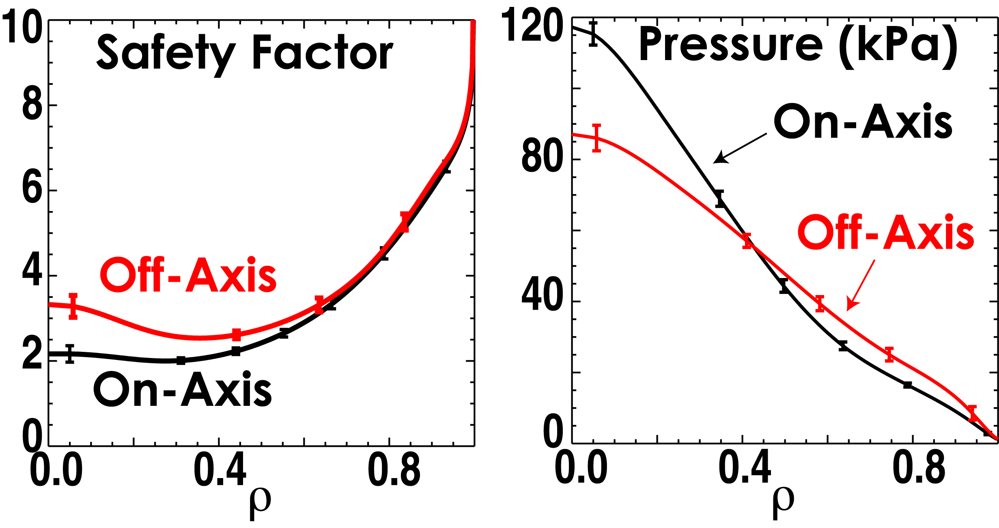 Safety Factor
10
8
6
4
2
0
Off-Axis
On-Axis
0.0 0.4 0.8
ρ
Pressure (kPa)
120
80
40
0
On-Axis
Off-Axis
0.0 0.4 0.8
ρ